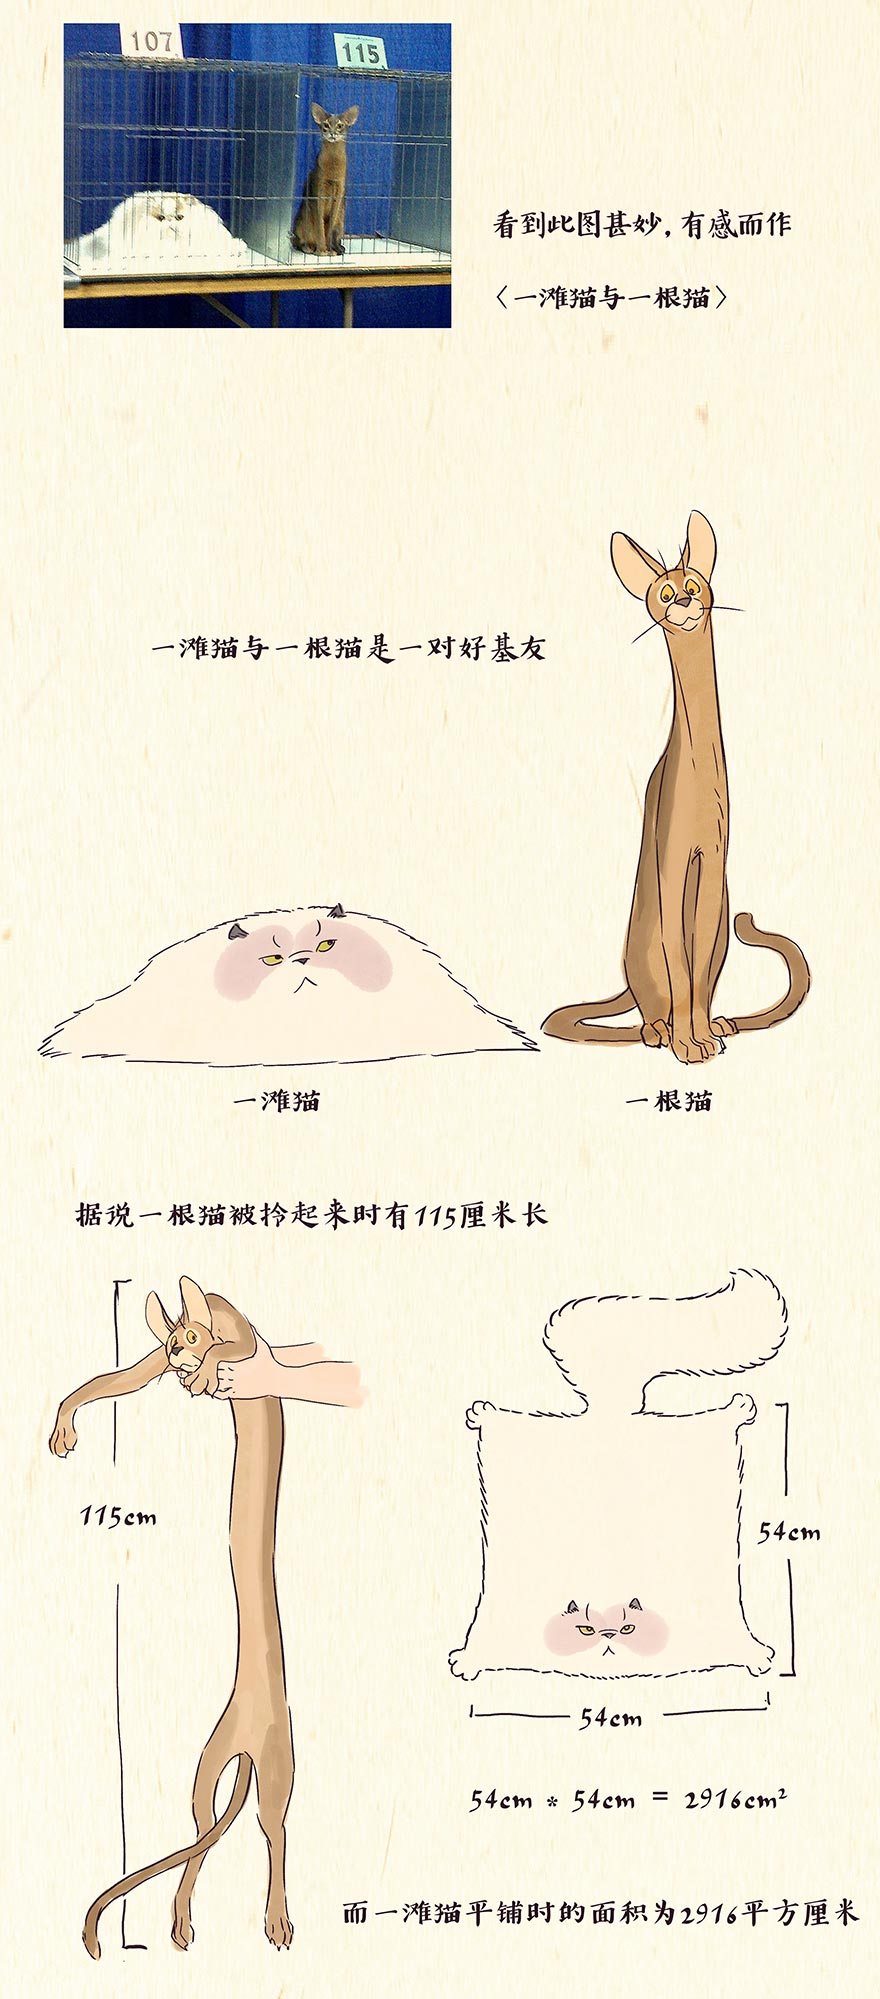 107
115
看到此图甚妙，有感而作
〈一滩猫与一根猫〉
一滩猫与一根猫是一对好基友
一滩猫
一根猫
据说一根猫被拎起来时有115厘米长
115cm
54cm
54cm
54cm * 54cm = 2916cm²
而一滩猫平铺时的面积为2916平方厘米